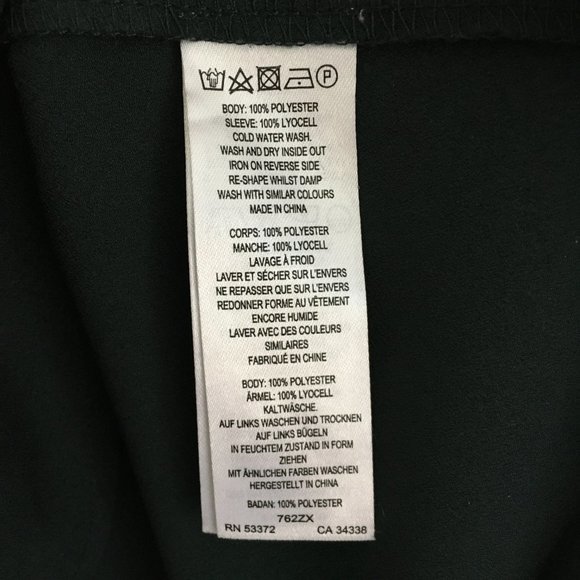 P
BODY: 100% POLYESTER
SLEEVE: 100% LYOCELL
COLD WATER WASH.
WASH AND DRY INSIDE OUT
IRON ON REVERSE SIDE
RE-SHAPE WHILST DAMP
WASH WITH SIMILAR COLOURS
MADE IN CHINA
CORPS: 100% POLYESTER
MANCHE: 100% LYOCELL
LAVAGE À FROID
LAVER ET SÉCHER SUR L'ENVERS
NE REPASSER QUE SUR L'ENVERS
REDONNER FORME AU VÊTEMENT
ENCORE HUMIDE
LAVER AVEC DES COULEURS
SIMILAIRES
FABRIQUÉ EN CHINE
BODY: 100% POLYESTER
ÄRMEL: 100% LYOCELL
KALTWÄSCHE.
AUF LINKS WASCHEN UND TROCKNEN
AUF LINKS BÜGELN
IN FEUCHTEM ZUSTAND IN FORM
ZIEHEN
MIT ÄHNLICHEN FARBEN WASCHEN
HERGESTELLT IN CHINA
BADAN: 100% POLYESTER
762ZX
RN 53372 CA 34338